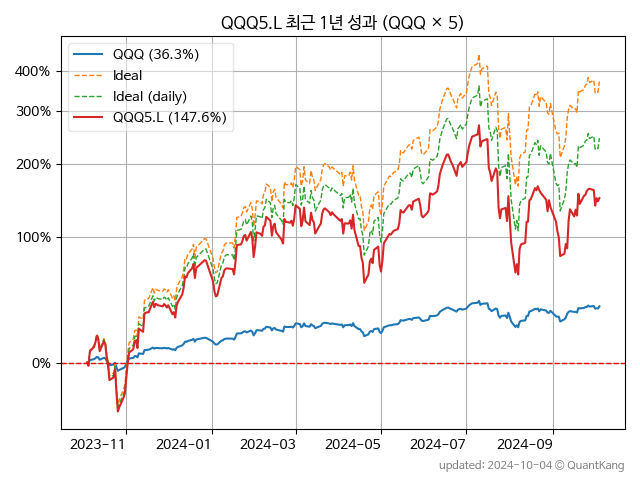 QQQ5.L 최근 1년 성과 (QQQ × 5)
QQQ (36.3%)
Ideal
Ideal (daily)
QQQ5.L (147.6%)
400%
300%
200%
100%
0%
2023−11 2024−01 2024−03 2024−05 2024−07 2024−09
updated: 2024-10-04 © QuantKang